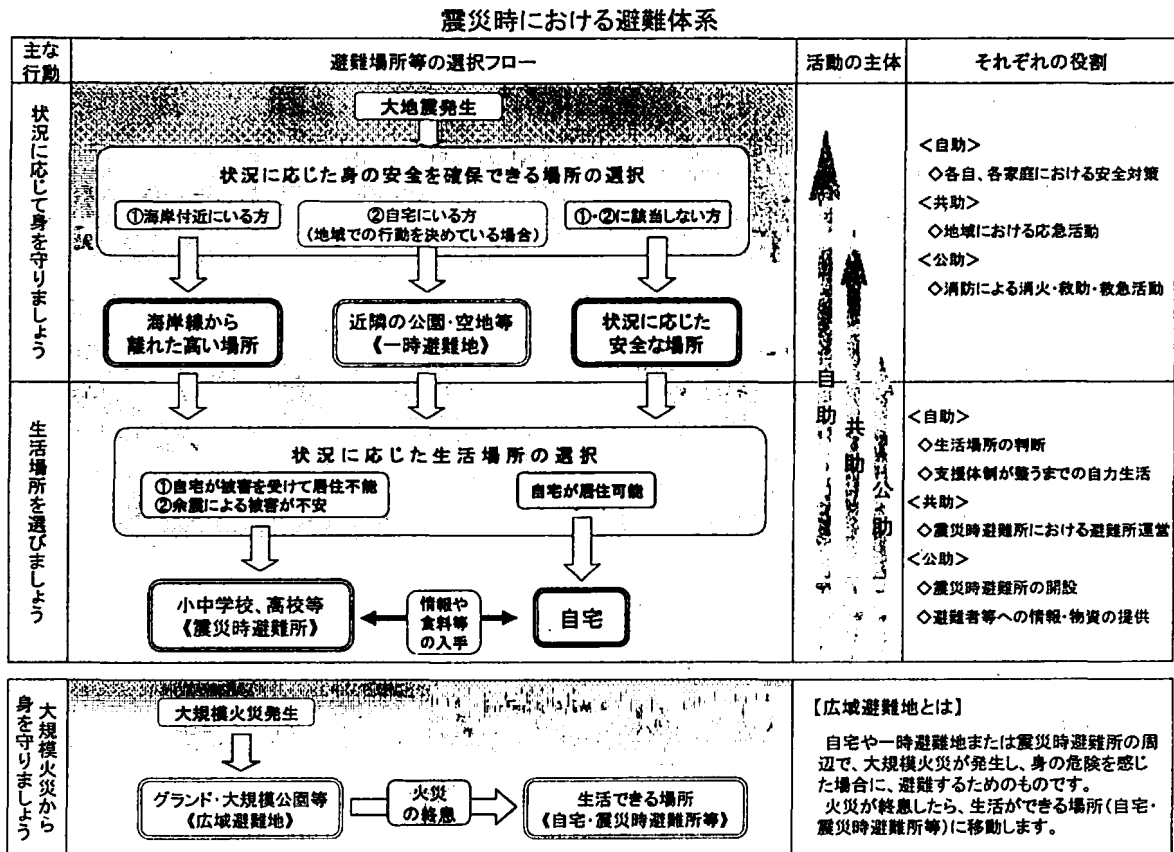 震災時における避難体系
主な
行動
避難場所等の選択フロー
活動の主体
それぞれの役割
状況に応じて身を守りましょう
大地震発生
状況に応じた身の安全を確保できる場所の選択
①海岸付近にいる方
②自宅にいる方
(地域での行動を決めている場合)
①・②に該当しない方
海岸線から
離れた高い場所
近隣の公園・空地等
《一時避難地》
状況に応じた
安全な場所
自助
共助
公助
<自助>
◇各自、各家庭における安全対策
<共助>
◇地域における応急活動
<公助>
◇消防による消火・救助・救急活動
生活場所を選びましょう
状況に応じた生活場所の選択
①自宅が被害を受けて居住不能
②余震による被害が不安
自宅が居住可能
小中学校、高校等
《震災時避難所》
情報や
食料等
の入手
自宅
<自助>
◇生活場所の判断
◇支援体制が整うまでの自力生活
<共助>
◇震災時避難所における避難所運営
<公助>
◇震災時避難所の開設
◇避難者等への情報・物資の提供
大規模火災から
身を守りましょう
大規模火災発生
グランド・大規模公園等
《広域避難地》
火災
の終息
生活できる場所
《自宅・震災時避難所等》
【広域避難地とは】
自宅や一時避難地または震災時避難所の周
辺で、大規模火災が発生し、身の危険を感じ
た場合に、避難するためのものです。
火災が終息したら、生活ができる場所(自宅・
震災時避難所等)に移動します。